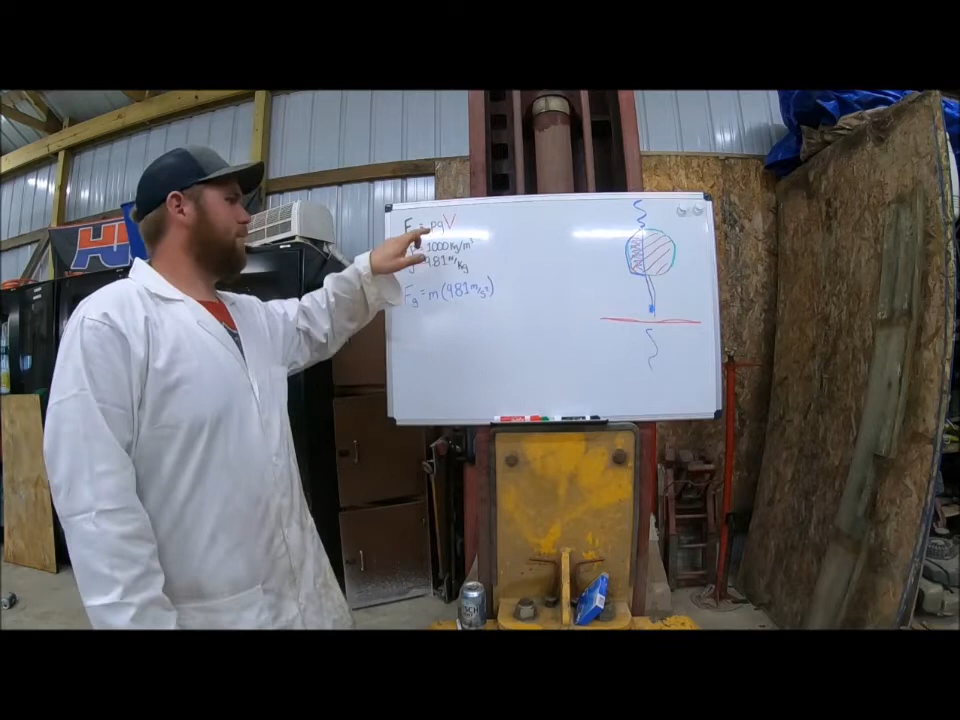 F = ρgV
= 1000 Kg/m³
9.81 m/Kg
Fg = m(9.81 m/s²)